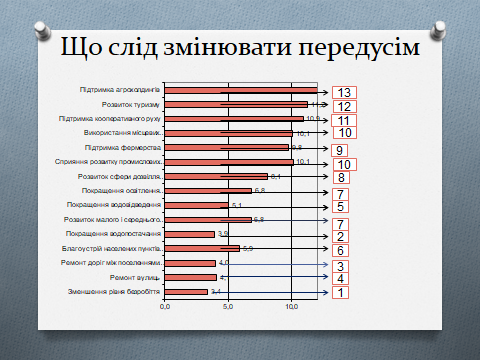 Що слід змінювати передусім
Підтримка агрохолдингів
13
Розвиток туризму
11,2
12
Підтримка кооперативного руху
10,9
11
Використання місцевих..
10,1
10
Підтримка фермерства
9,8
9
Сприяння розвитку промислових..
10,1
10
Розвиток сфери дозвілля
8,1
8
Покращення освітлення
6,8
7
Покращення водовідведення
5,1
5
Розвиток малого і середнього..
6,8
7
Покращення водопостачання
3,9
2
Благоустрій населених пунктів
5,9
6
Ремонт доріг між поселеннями..
4,0
3
Ремонт вулиць
4
Зменшення рівня безробіття
3,4
1
0,0
5,0
10,0